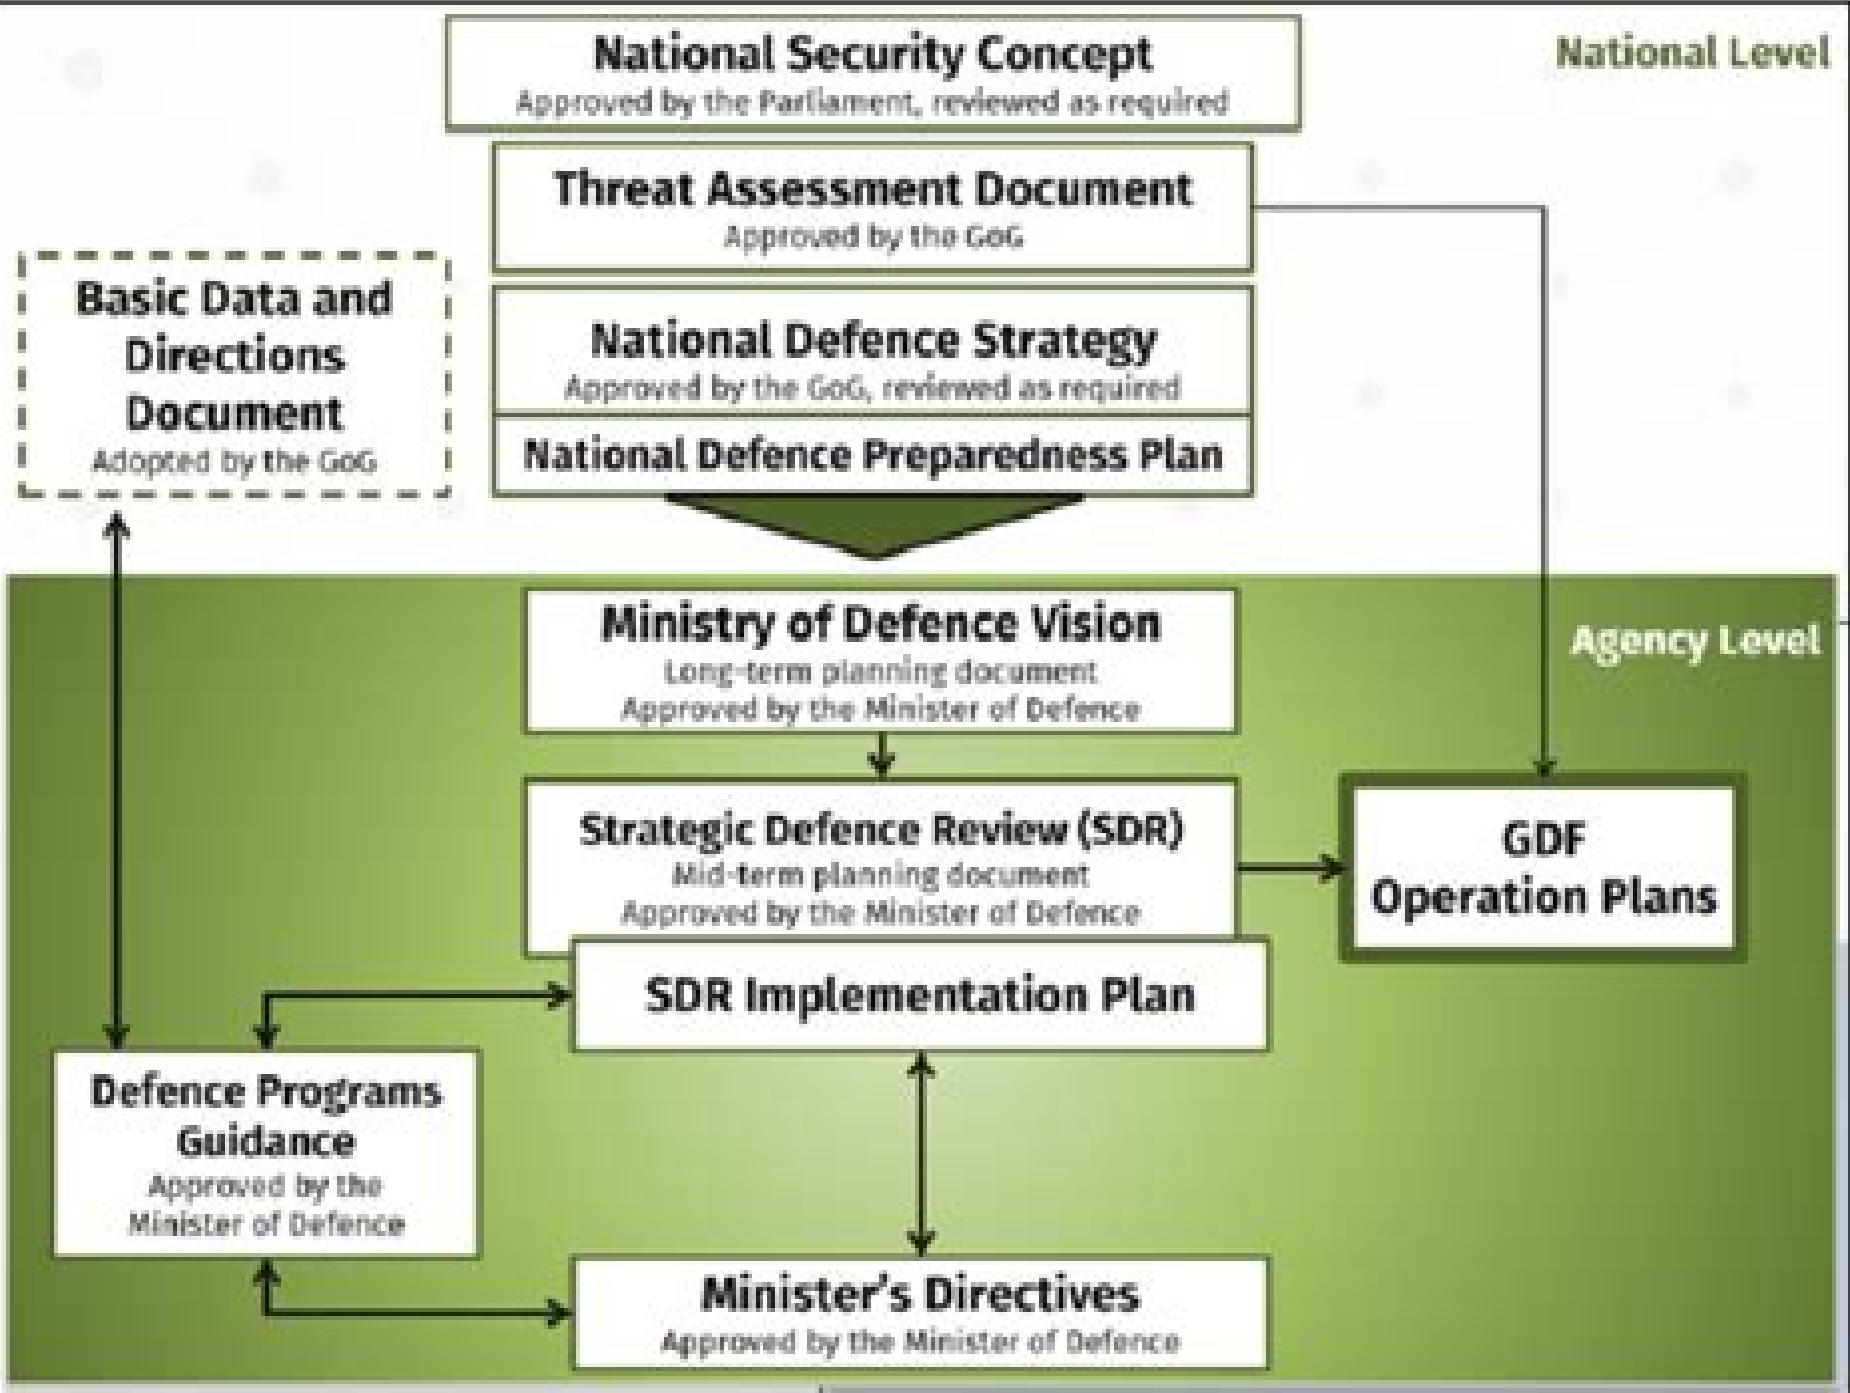 National Level
National Security Concept
Approved by the Parliament, reviewed as required
Threat Assessment Document
Approved by the GoG
Basic Data and
Directions
Document
Adopted by the GoG
National Defence Strategy
Approved by the GoG, reviewed as required
National Defence Preparedness Plan
Agency Level
Ministry of Defence Vision
Long-term planning document
Approved by the Minister of Defence
Strategic Defence Review (SDR)
Mid-term planning document
Approved by the Minister of Defence
GDF
Operation Plans
SDR Implementation Plan
Defence Programs
Guidance
Approved by the
Minister of Defence
Minister's Directives
Approved by the Minister of Defence